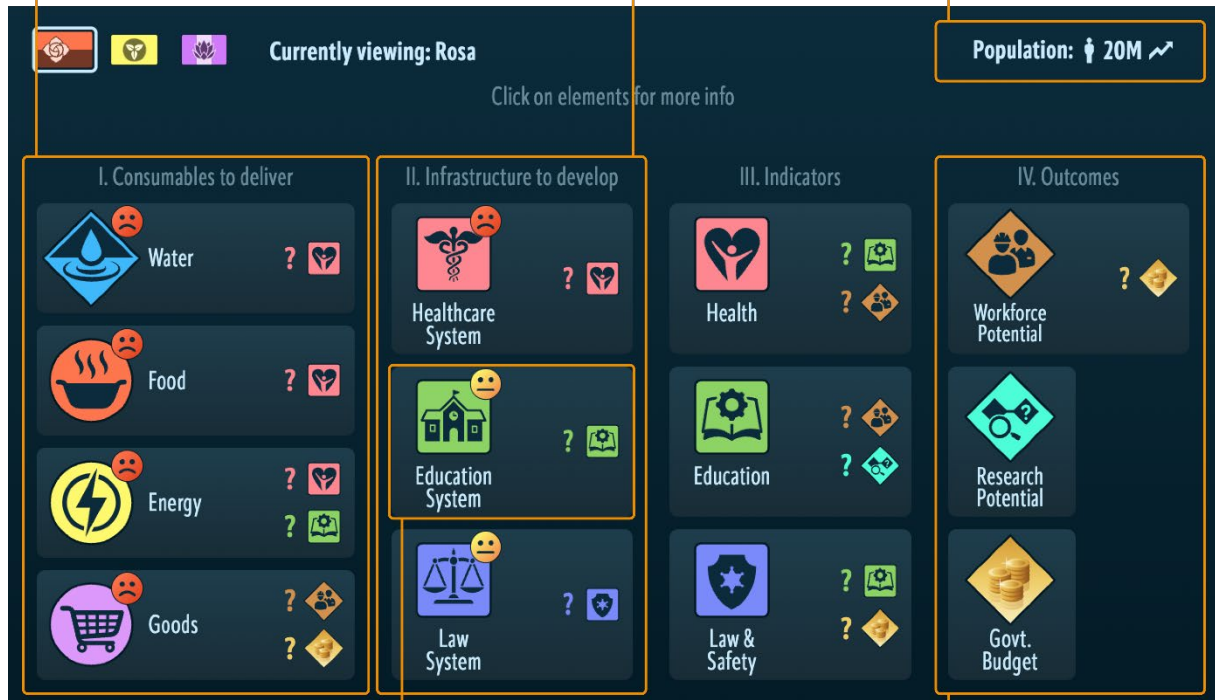 Currently viewing: Rosa
Population: 20M
Click on elements for more info
I. Consumables to deliver
Water
?
Food
?
Energy
?
?
Goods
?
?
II. Infrastructure to develop
Healthcare
System
?
Education
System
?
Law
System
?
III. Indicators
Health
?
?
Education
?
?
Law &
Safety
?
?
IV. Outcomes
Workforce
Potential
?
Research
Potential
Govt.
Budget